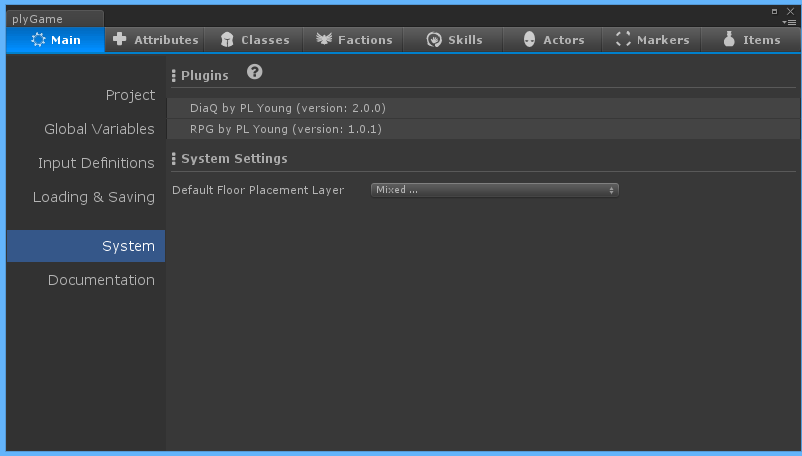 plyGame
Main Attributes Classes Factions Skills Actors Markers Items
Project
Global Variables
Input Definitions
Loading & Saving
System
Documentation
Plugins ?
DiaQ by PL Young (version: 2.0.0)
RPG by PL Young (version: 1.0.1)
System Settings
Default Floor Placement Layer Mixed ...